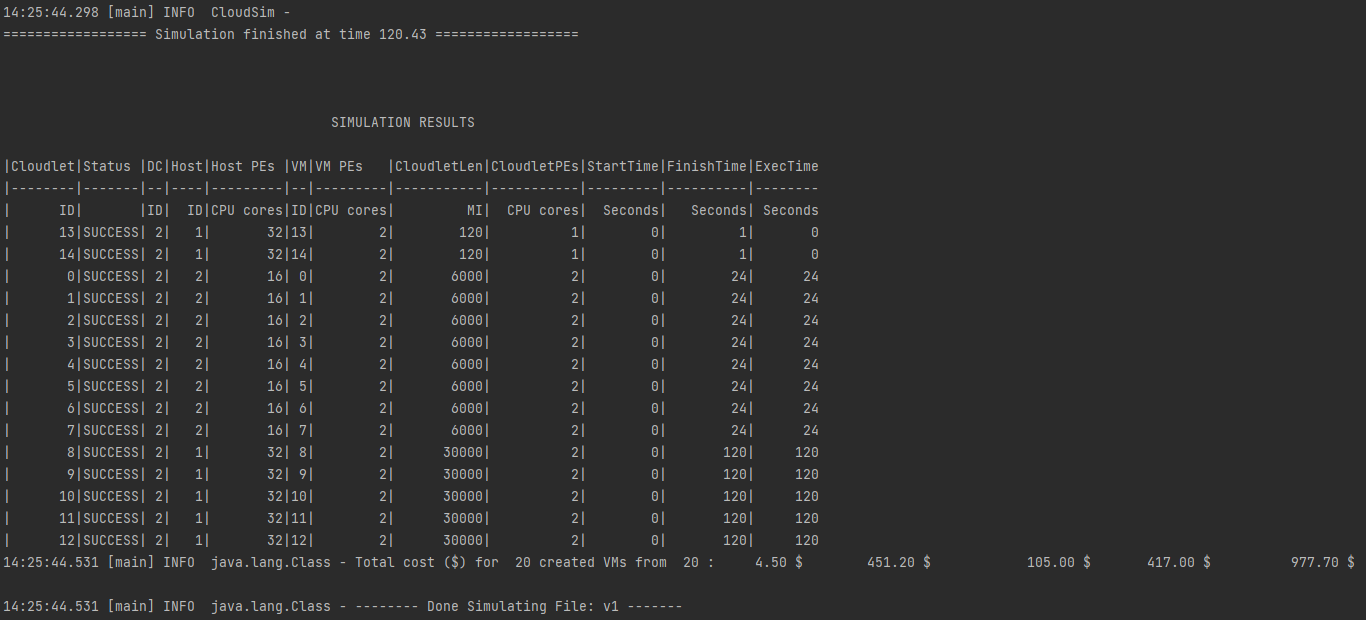 14:25:44.298 [main] INFO  CloudSim -
================== Simulation finished at time 120.43 ==================
SIMULATION RESULTS
|Cloudlet|Status |DC|Host|Host PEs |VM|VM PEs   |CloudletLen|CloudletPEs|StartTime|FinishTime|ExecTime
|--------|-------|--|----|---------|--|---------|-----------|-----------|---------|----------|--------
|      ID|       |ID|  ID|CPU cores|ID|CPU cores|         MI|  CPU cores|  Seconds|   Seconds| Seconds
|      13|SUCCESS| 2|   1|       32|13|        2|        120|          1|        0|         1|       0
|      14|SUCCESS| 2|   1|       32|14|        2|        120|          1|        0|         1|       0
|       0|SUCCESS| 2|   2|       16| 0|        2|       6000|          2|        0|        24|      24
|       1|SUCCESS| 2|   2|       16| 1|        2|       6000|          2|        0|        24|      24
|       2|SUCCESS| 2|   2|       16| 2|        2|       6000|          2|        0|        24|      24
|       3|SUCCESS| 2|   2|       16| 3|        2|       6000|          2|        0|        24|      24
|       4|SUCCESS| 2|   2|       16| 4|        2|       6000|          2|        0|        24|      24
|       5|SUCCESS| 2|   2|       16| 5|        2|       6000|          2|        0|        24|      24
|       6|SUCCESS| 2|   2|       16| 6|        2|       6000|          2|        0|        24|      24
|       7|SUCCESS| 2|   2|       16| 7|        2|       6000|          2|        0|        24|      24
|       8|SUCCESS| 2|   1|       32| 8|        2|      30000|          2|        0|       120|     120
|       9|SUCCESS| 2|   1|       32| 9|        2|      30000|          2|        0|       120|     120
|      10|SUCCESS| 2|   1|       32|10|        2|      30000|          2|        0|       120|     120
|      11|SUCCESS| 2|   1|       32|11|        2|      30000|          2|        0|       120|     120
|      12|SUCCESS| 2|   1|       32|12|        2|      30000|          2|        0|       120|     120
14:25:44.531 [main] INFO  java.lang.Class - Total cost ($) for  20 created VMs from  20 :     4.50 $        451.20 $            105.00 $       417.00 $          977.70 $
14:25:44.531 [main] INFO  java.lang.Class - -------- Done Simulating File: v1 -------